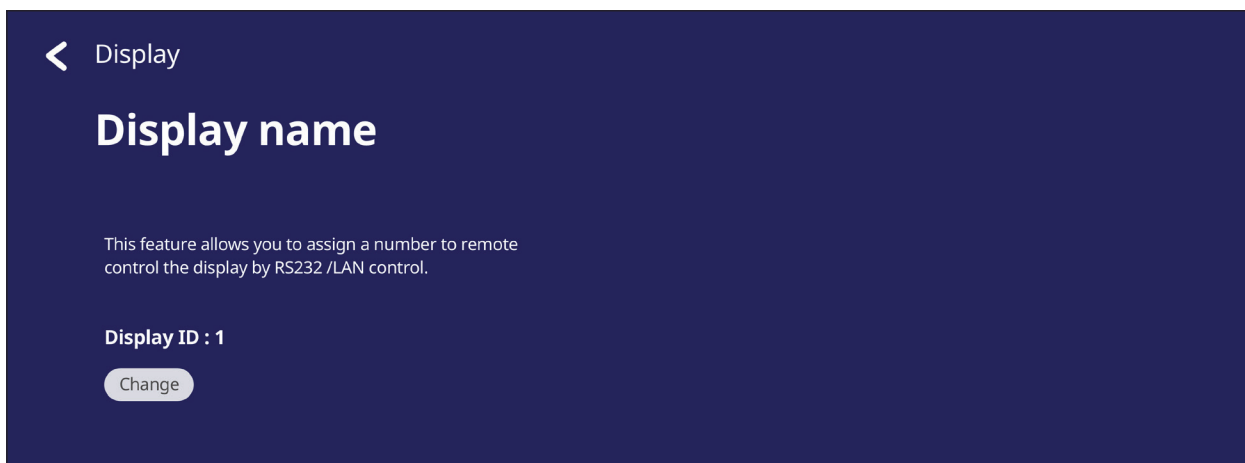 Display
Display name
This feature allows you to assign a number to remote
control the display by RS232 /LAN control.
Display ID : 1
Change